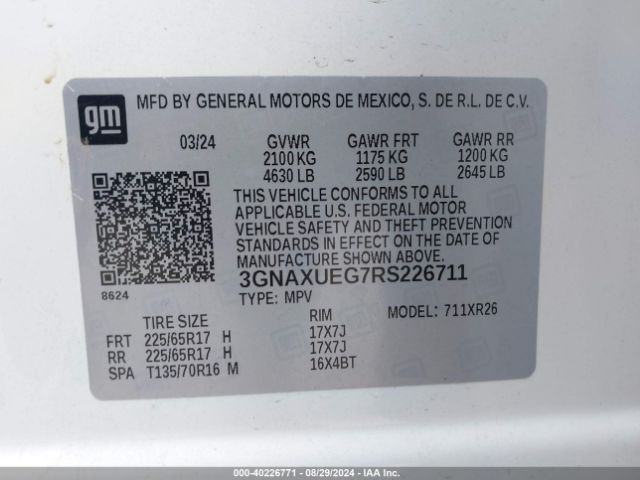 gm
MFD BY GENERAL MOTORS DE MEXICO, S. DE R.L. DE C.V.
03/24 GVWR GAWR FRT GAWR RR
2100 KG 1175 KG 1200 KG
4630 LB 2590 LB 2645 LB
THIS VEHICLE CONFORMS TO ALL
APPLICABLE U.S. FEDERAL MOTOR
VEHICLE SAFETY AND THEFT PREVENTION
STANDARDS IN EFFECT ON THE DATE OF
MANUFACTURE SHOWN ABOVE.
8624
3GNAXUEG7RS226711
TYPE: MPV
MODEL: 711XR26
TIRE SIZE RIM
FRT 225/65R17 H 17X7J
RR 225/65R17 H 17X7J
SPA T135/70R16 M 16X4BT
000-40226771 - 08/29/2024 - IAAI.COM